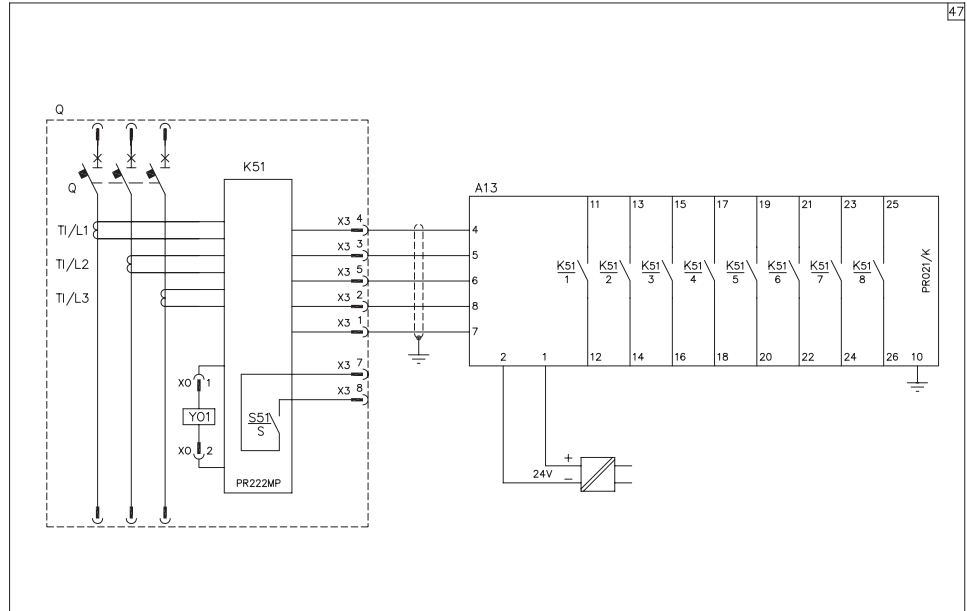 47
Q
Q
K51
TI/L1
TI/L2
TI/L3
X3 4
X3 3
X3 5
X3 2
X3 1
X3 7
X3 8
X0 1
Y01
X0 2
S51
S
PR222MP
A13
4
5
6
8
7
11 13 15 17 19 21 23 25
K51 K51 K51 K51 K51 K51 K51 K51
1 2 3 4 5 6 7 8
PR021/K
2 1 12 14 16 18 20 22 24 26 10
+
24V
−